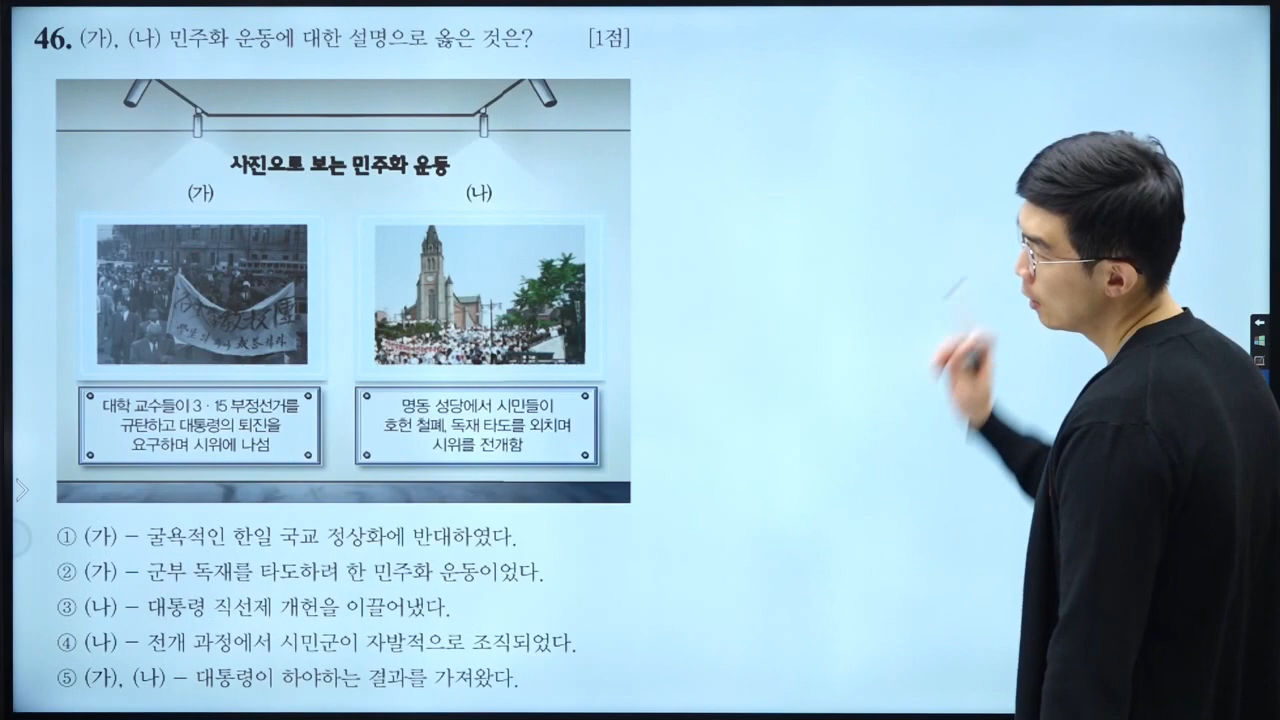 46. (가), (나) 민주화 운동에 대한 설명으로 옳은 것은? [1점]
사진으로 보는 민주화 운동
(가) (나)
대학 교수들이 3·15 부정선거를
규탄하고 대통령의 퇴진을
요구하며 시위에 나섬
명동 성당에서 시민들이
호헌 철폐, 독재 타도를 외치며
시위를 전개함
① (가) – 굴욕적인 한일 국교 정상화에 반대하였다.
② (가) – 군부 독재를 타도하려 한 민주화 운동이었다.
③ (나) – 대통령 직선제 개헌을 이끌어냈다.
④ (나) – 전개 과정에서 시민군이 자발적으로 조직되었다.
⑤ (가), (나) – 대통령이 하야하는 결과를 가져왔다.